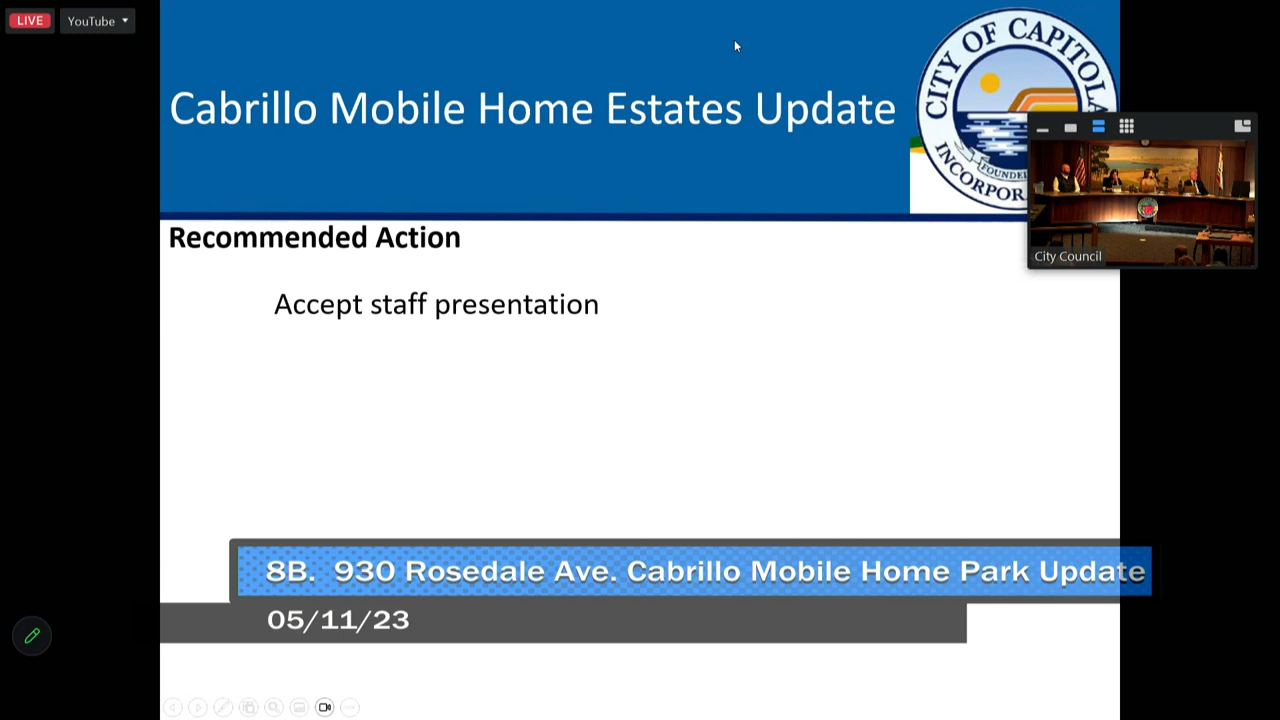 LIVE
YouTube
Cabrillo Mobile Home Estates Update
CITY OF CAPITOLA
INCORPOR
FOUNDE
City Council
Recommended Action
Accept staff presentation
8B. 930 Rosedale Ave. Cabrillo Mobile Home Park Update
05/11/23